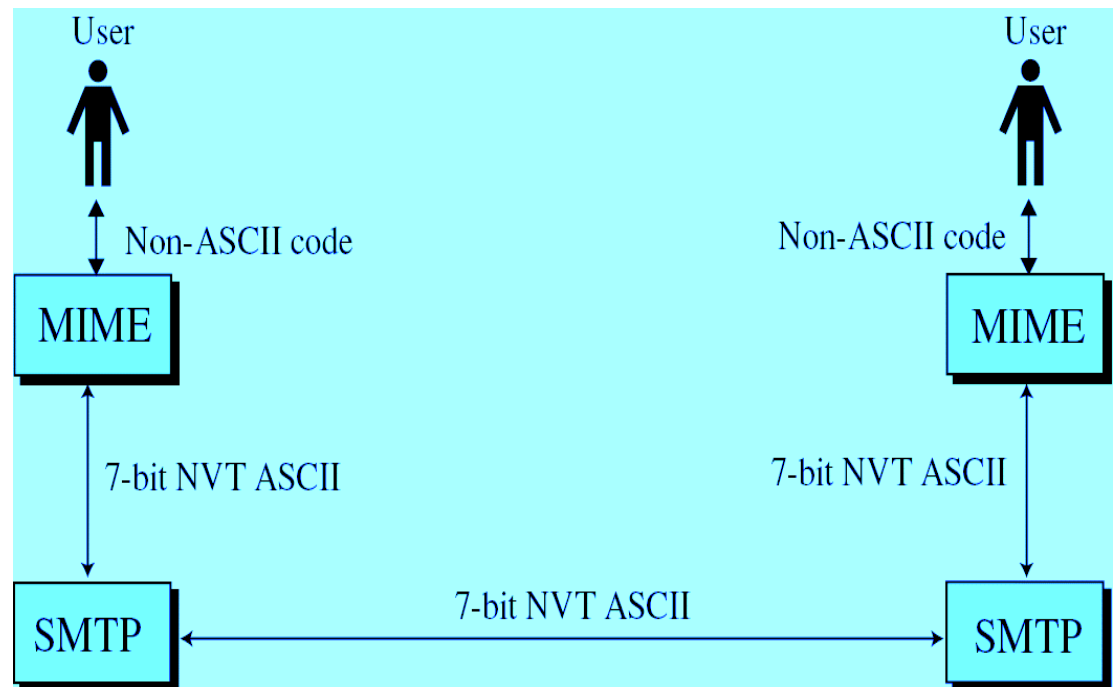 User
User
Non-ASCII code
Non-ASCII code
MIME
MIME
7-bit NVT ASCII
7-bit NVT ASCII
7-bit NVT ASCII
SMTP
SMTP